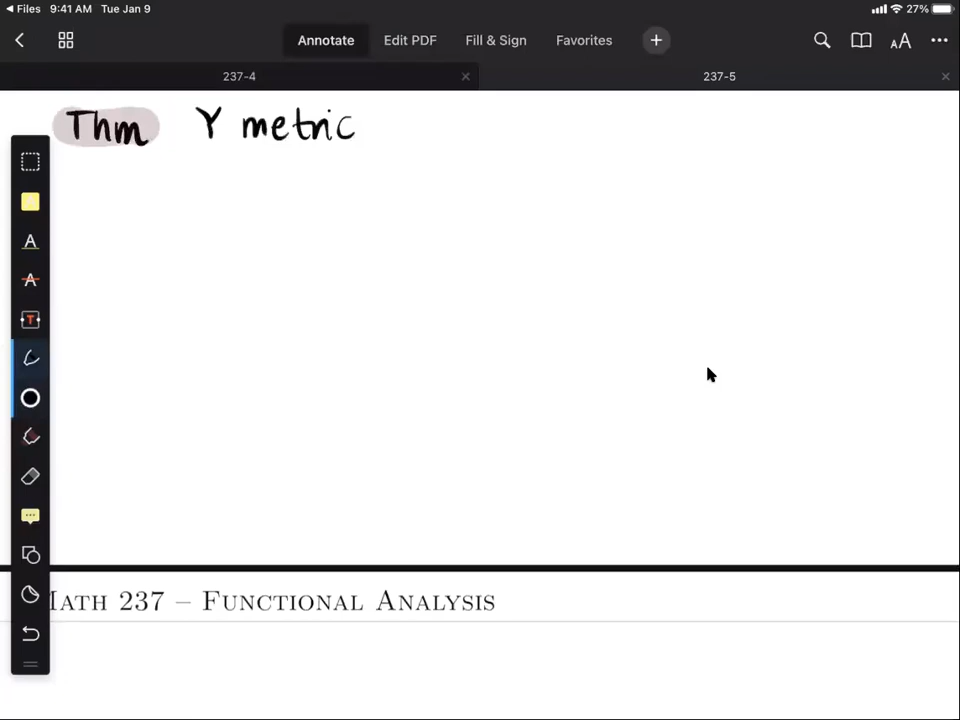 Files 9:41 AM Tue Jan 9 27%
Annotate Edit PDF Fill & Sign Favorites + AA
237-4 237-5
Thm Y metric
A
A
T
MATH 237 – FUNCTIONAL ANALYSIS